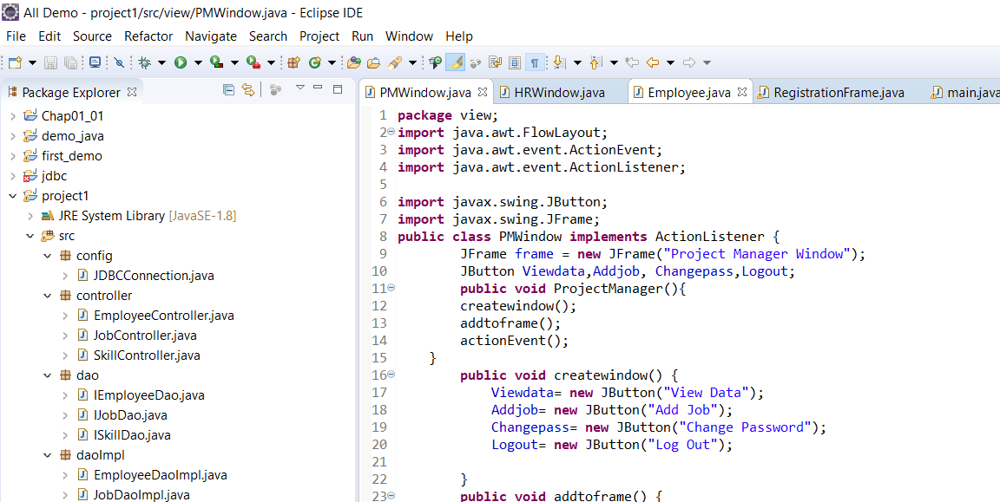 All Demo - project1/src/view/PMWindow.java - Eclipse IDE
File Edit Source Refactor Navigate Search Project Run Window Help
Package Explorer
Chap01_01
demo_java
first_demo
jdbc
project1
JRE System Library [JavaSE-1.8]
src
config
JDBCConnection.java
controller
EmployeeController.java
JobController.java
SkillController.java
dao
IEmployeeDao.java
IJobDao.java
ISkillDao.java
daoImpl
EmployeeDaoImpl.java
JobDaoImpl.java
PMWindow.java HRWindow.java Employee.java RegistrationFrame.java main.java
1 package view;
2 import java.awt.FlowLayout;
3 import java.awt.event.ActionEvent;
4 import java.awt.event.ActionListener;
5
6 import javax.swing.JButton;
7 import javax.swing.JFrame;
8 public class PMWindow implements ActionListener {
9 JFrame frame = new JFrame("Project Manager Window");
10 JButton Viewdata,Addjob, Changepass,Logout;
11 public void ProjectManager(){
12 createwindow();
13 addtoframe();
14 actionEvent();
15 }
16 public void createwindow() {
17 Viewdata= new JButton("View Data");
18 Addjob= new JButton("Add Job");
19 Changepass= new JButton("Change Password");
20 Logout= new JButton("Log Out");
21
22 }
23 public void addtoframe() {